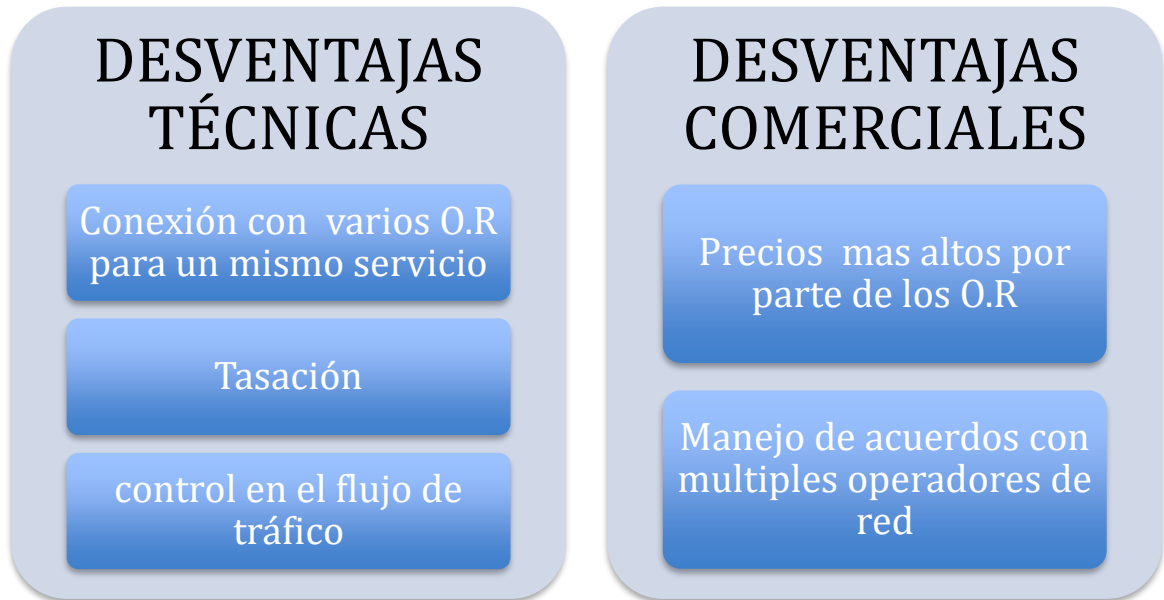 DESVENTAJAS
TÉCNICAS
Conexión con  varios O.R
para un mismo servicio
Tasación
control en el flujo de
tráfico
DESVENTAJAS
COMERCIALES
Precios  mas altos por
parte de los O.R
Manejo de acuerdos con
multiples operadores de
red